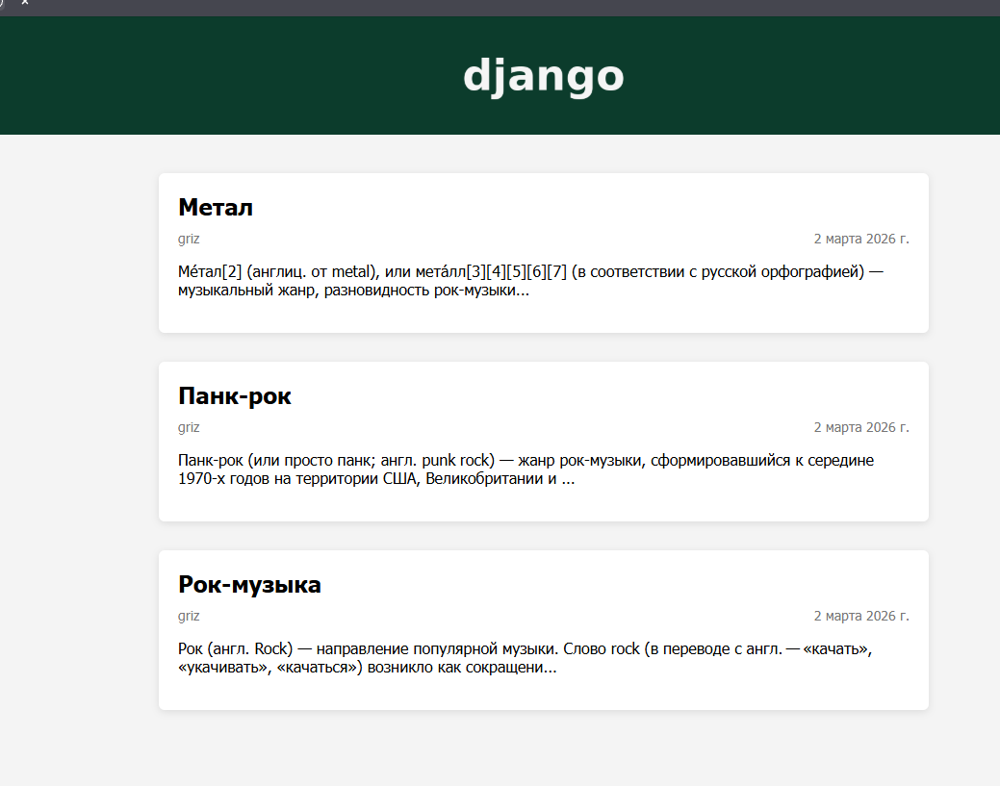 django
Метал
griz
2 марта 2026 г.
Ме́тал[2] (англиц. от metal), или мета́лл[3][4][5][6][7] (в соответствии с русской орфографией) —
музыкальный жанр, разновидность рок-музыки...
Панк-рок
griz
2 марта 2026 г.
Панк-рок (или просто панк; англ. punk rock) — жанр рок-музыки, сформировавшийся к середине
1970-х годов на территории США, Великобритании и ...
Рок-музыка
griz
2 марта 2026 г.
Рок (англ. Rock) — направление популярной музыки. Слово rock (в переводе с англ. — «качать»,
«укачивать», «качаться») возникло как сокращени...